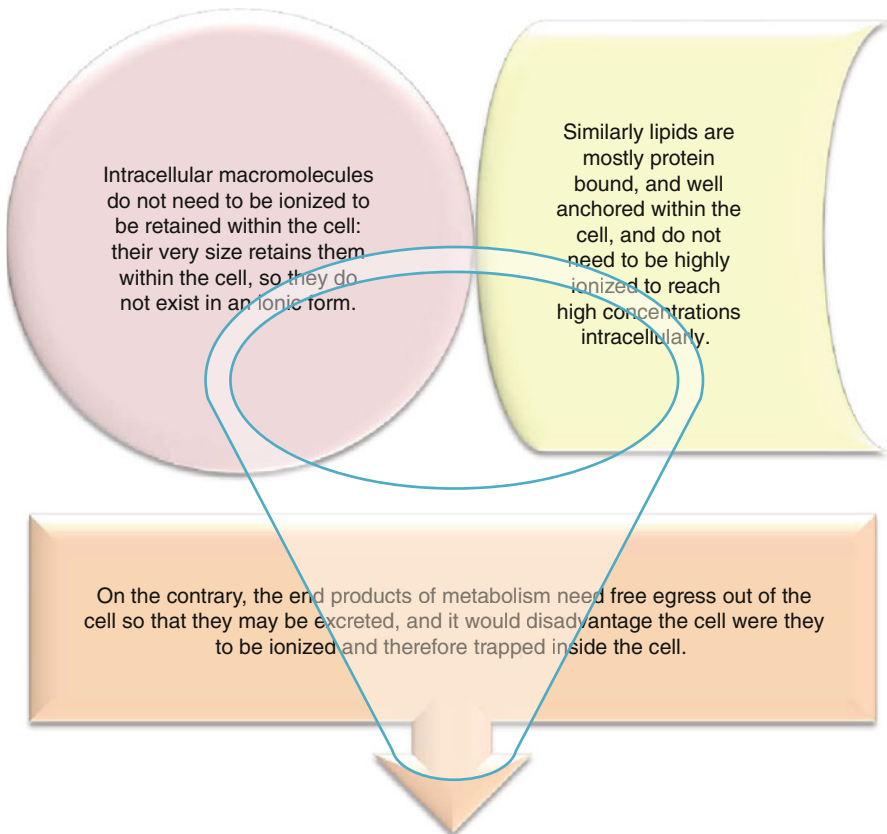 Intracellular macromolecules
do not need to be ionized to
be retained within the cell:
their very size retains them
within the cell, so they do
not exist in an ionic form.
Similarly lipids are
mostly protein
bound, and well
anchored within the
cell, and do not
need to be highly
ionized to reach
high concentrations
intracellularly.
On the contrary, the end products of metabolism need free egress out of the
cell so that they may be excreted, and it would disadvantage the cell were they
to be ionized and therefore trapped inside the cell.